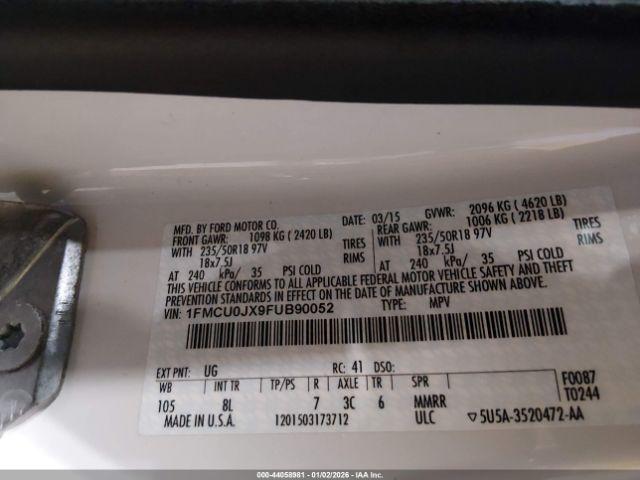 MFD. BY FORD MOTOR CO.
DATE: 03/15 GVWR: 2096 KG ( 4620 LB)
FRONT GAWR: 1098 KG ( 2420 LB) REAR GAWR: 1006 KG ( 2218 LB)
WITH 235/50R18 97V TIRES WITH 235/50R18 97V TIRES
18x7.5J RIMS 18x7.5J RIMS
AT 240 kPa/ 35 PSI COLD AT 240 kPa/ 35 PSI COLD
THIS VEHICLE CONFORMS TO ALL APPLICABLE FEDERAL MOTOR VEHICLE SAFETY AND THEFT
PREVENTION STANDARDS IN EFFECT ON THE DATE OF MANUFACTURE SHOWN ABOVE.
VIN: 1FMCU0JX9FUB90052 TYPE: MPV
EXT PNT: UG RC: 41 DSO:
WB INT TR TP/PS R AXLE TR SPR F0087
105 8L 7 3C 6 MMRR T0244
MADE IN U.S.A. 1201503173712 ULC ▽5U5A-3520472-AA
000-44058981 - 01/02/2026 - IAAI.COM